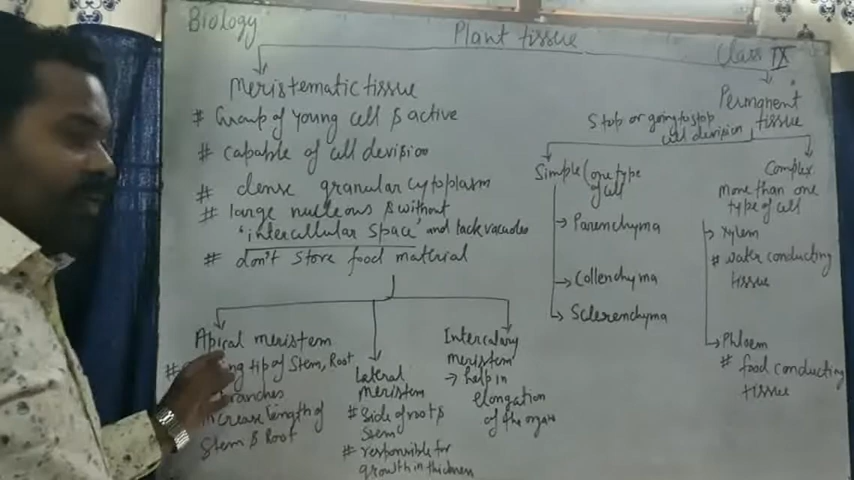 Biology
Plant tissue
Class IX
Meristematic tissue
# Group of young cell & active
# capable of cell devision
# dense granular cytoplasm
# large nucleous & without
'intercellular space' and lack vacuoles
# don't store food material
Apical meristem
# ing tip of Stem, Root
branches
increase length of
Stem & Root
Lateral
meristem
# Side of root &
Stem
# responsible for
growth in thickness
Intercalary
meristem
→ help in
elongation
of the organ
Permanent
tissue
Stop or going to stop
cell devision
Simple (one type
of cell
→ Parenchyma
→ Collenchyma
→ Sclerenchyma
Complex
more than one
type of cell
→ Xylem
# water conducting
tissue
→ Phloem
# food conducting
tissue